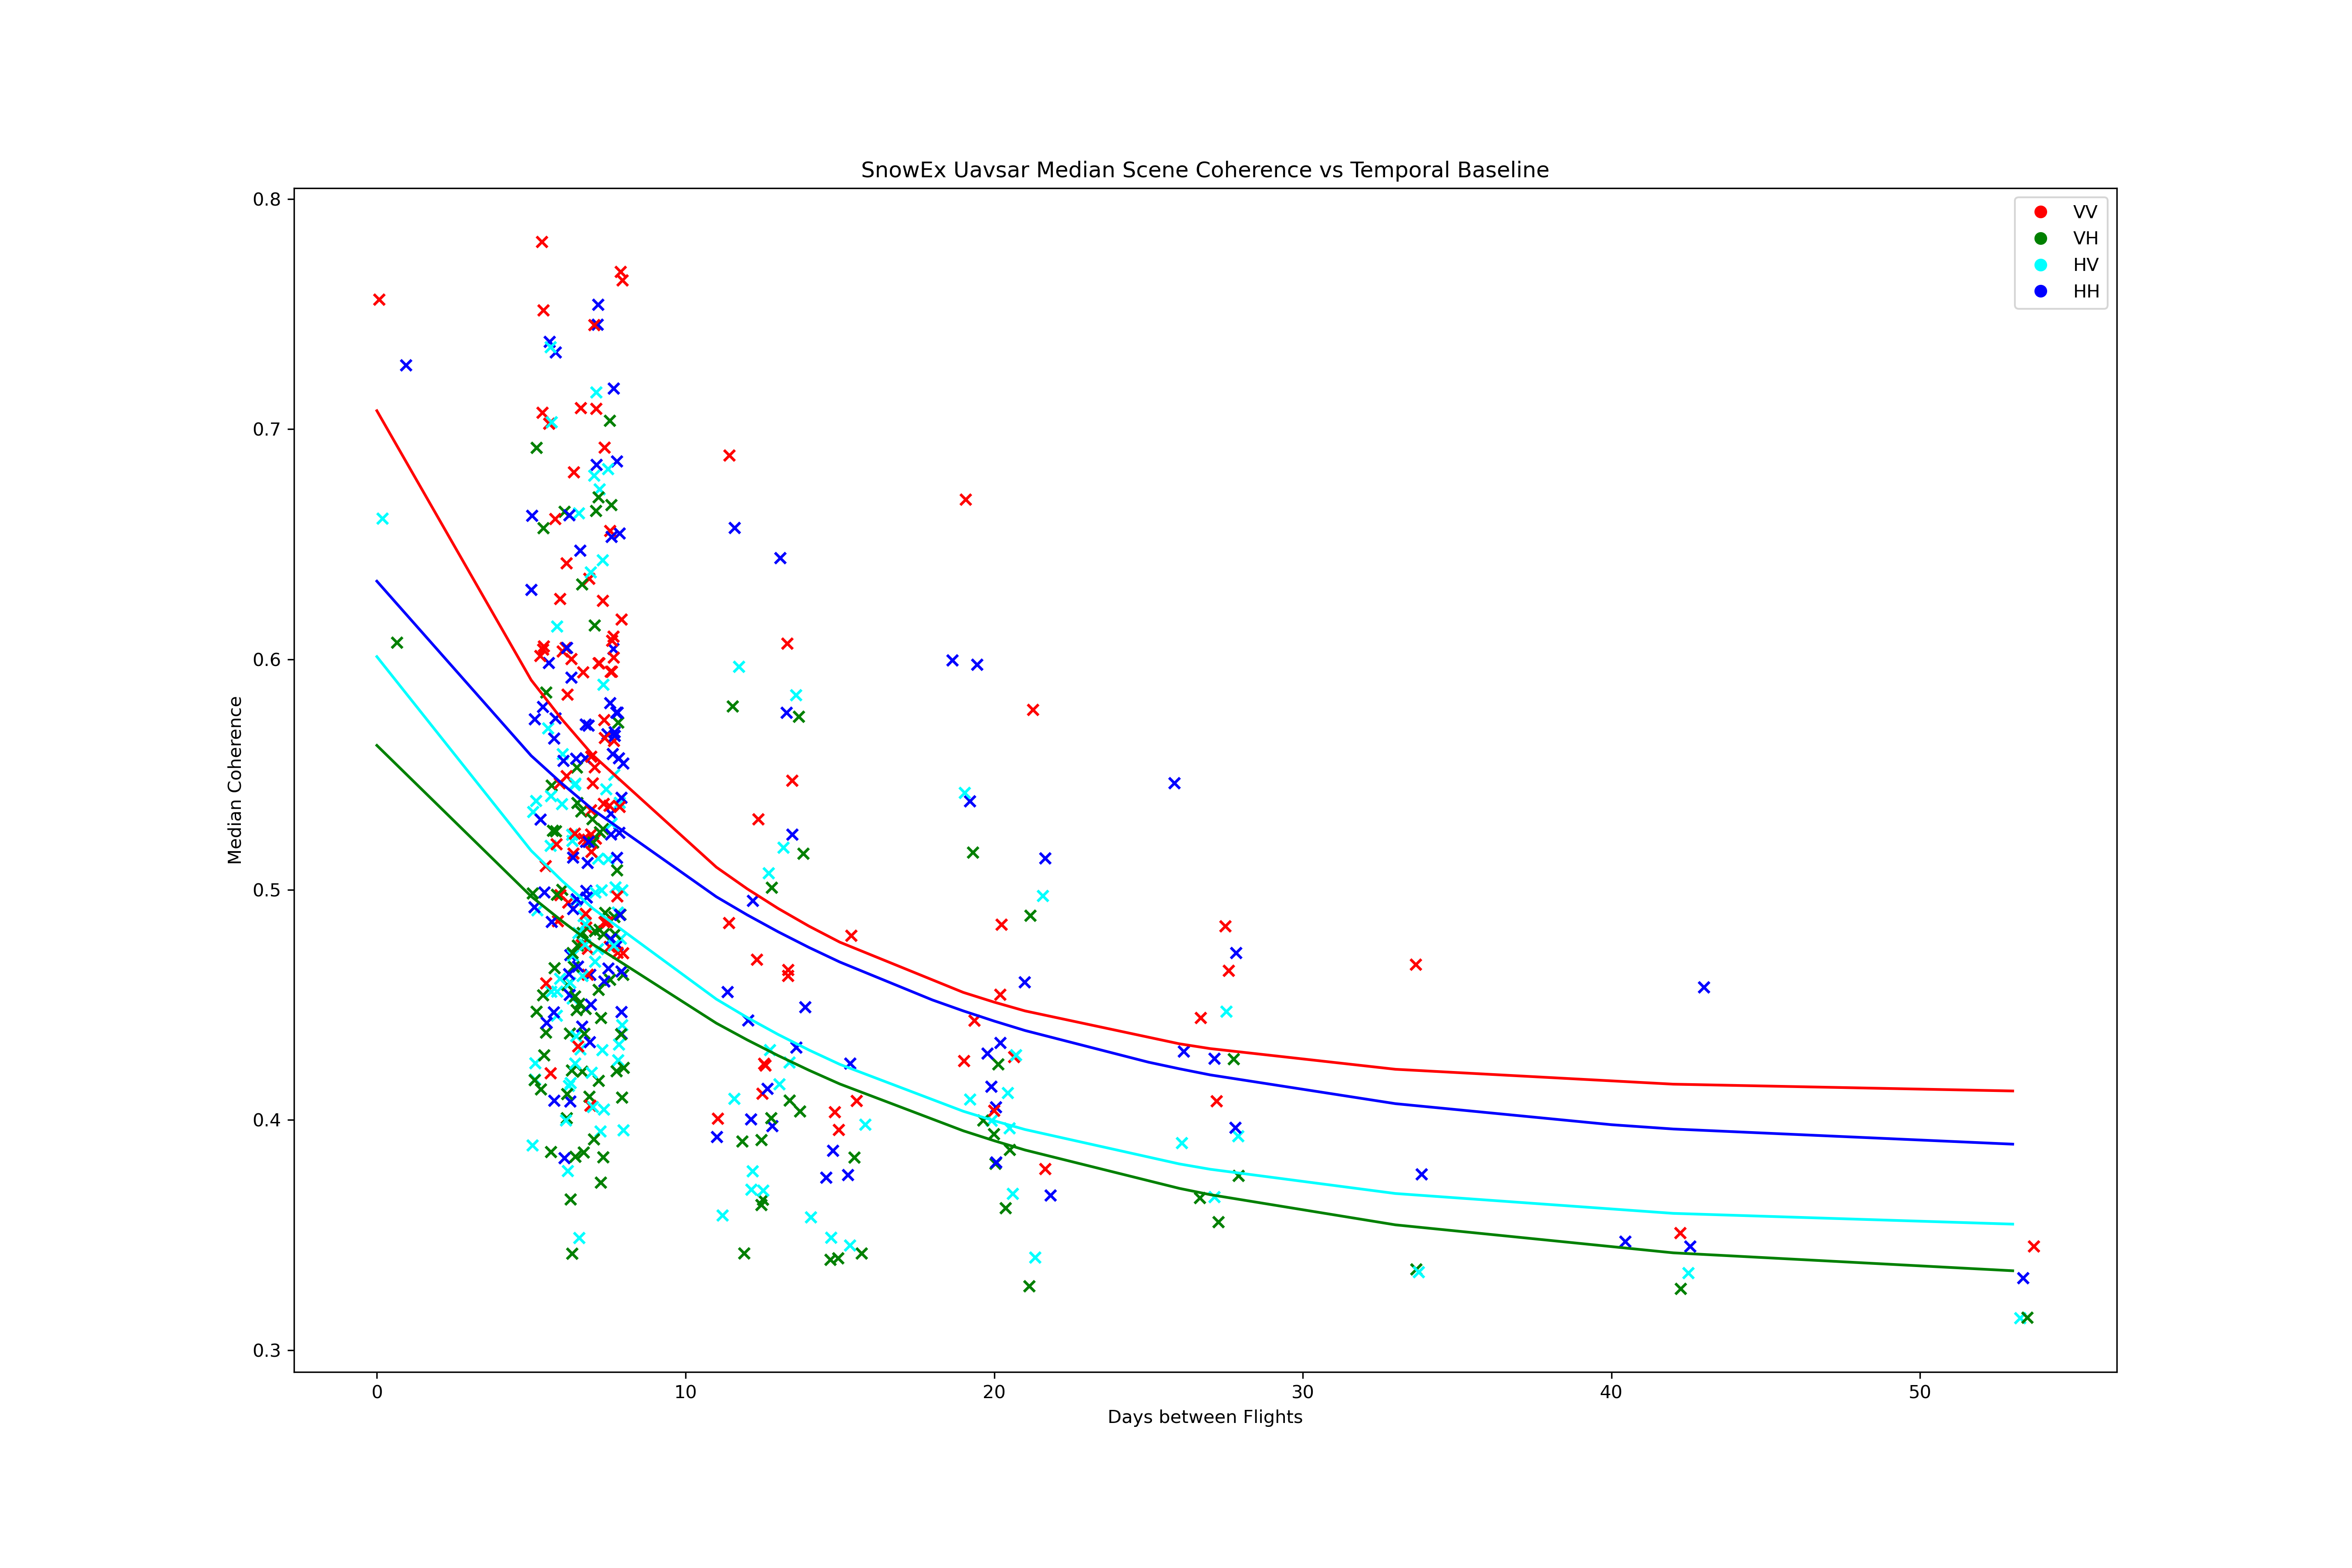 SnowEx Uavsar Median Scene Coherence vs Temporal Baseline
0.8
0.7
0.6
0.5
0.4
0.3
Median Coherence
VV
VH
HV
HH
0 10 20 30 40 50
Days between Flights